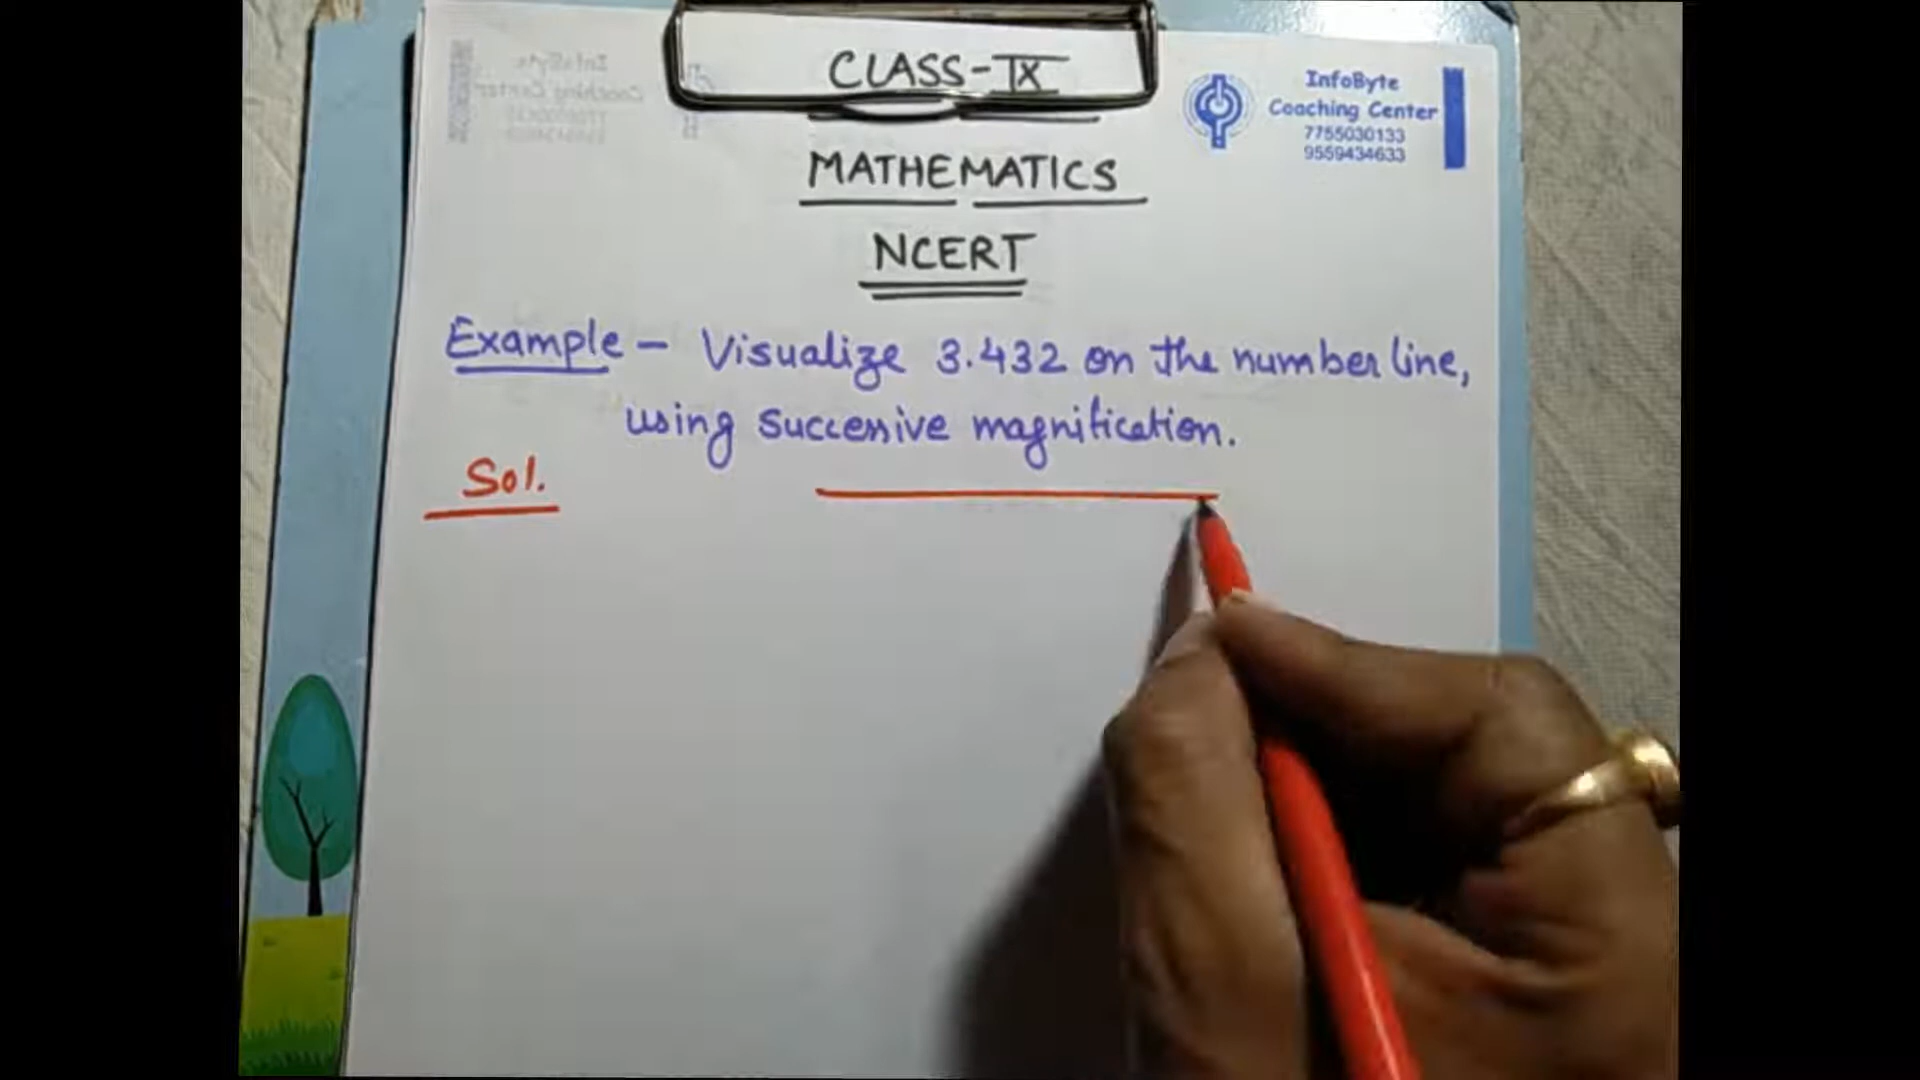 CLASS-IX
InfoByte
Coaching Center
7755030133
9559434633
MATHEMATICS
NCERT
Example - Visualize 3.432 on the number line,
using successive magnification.
Sol.